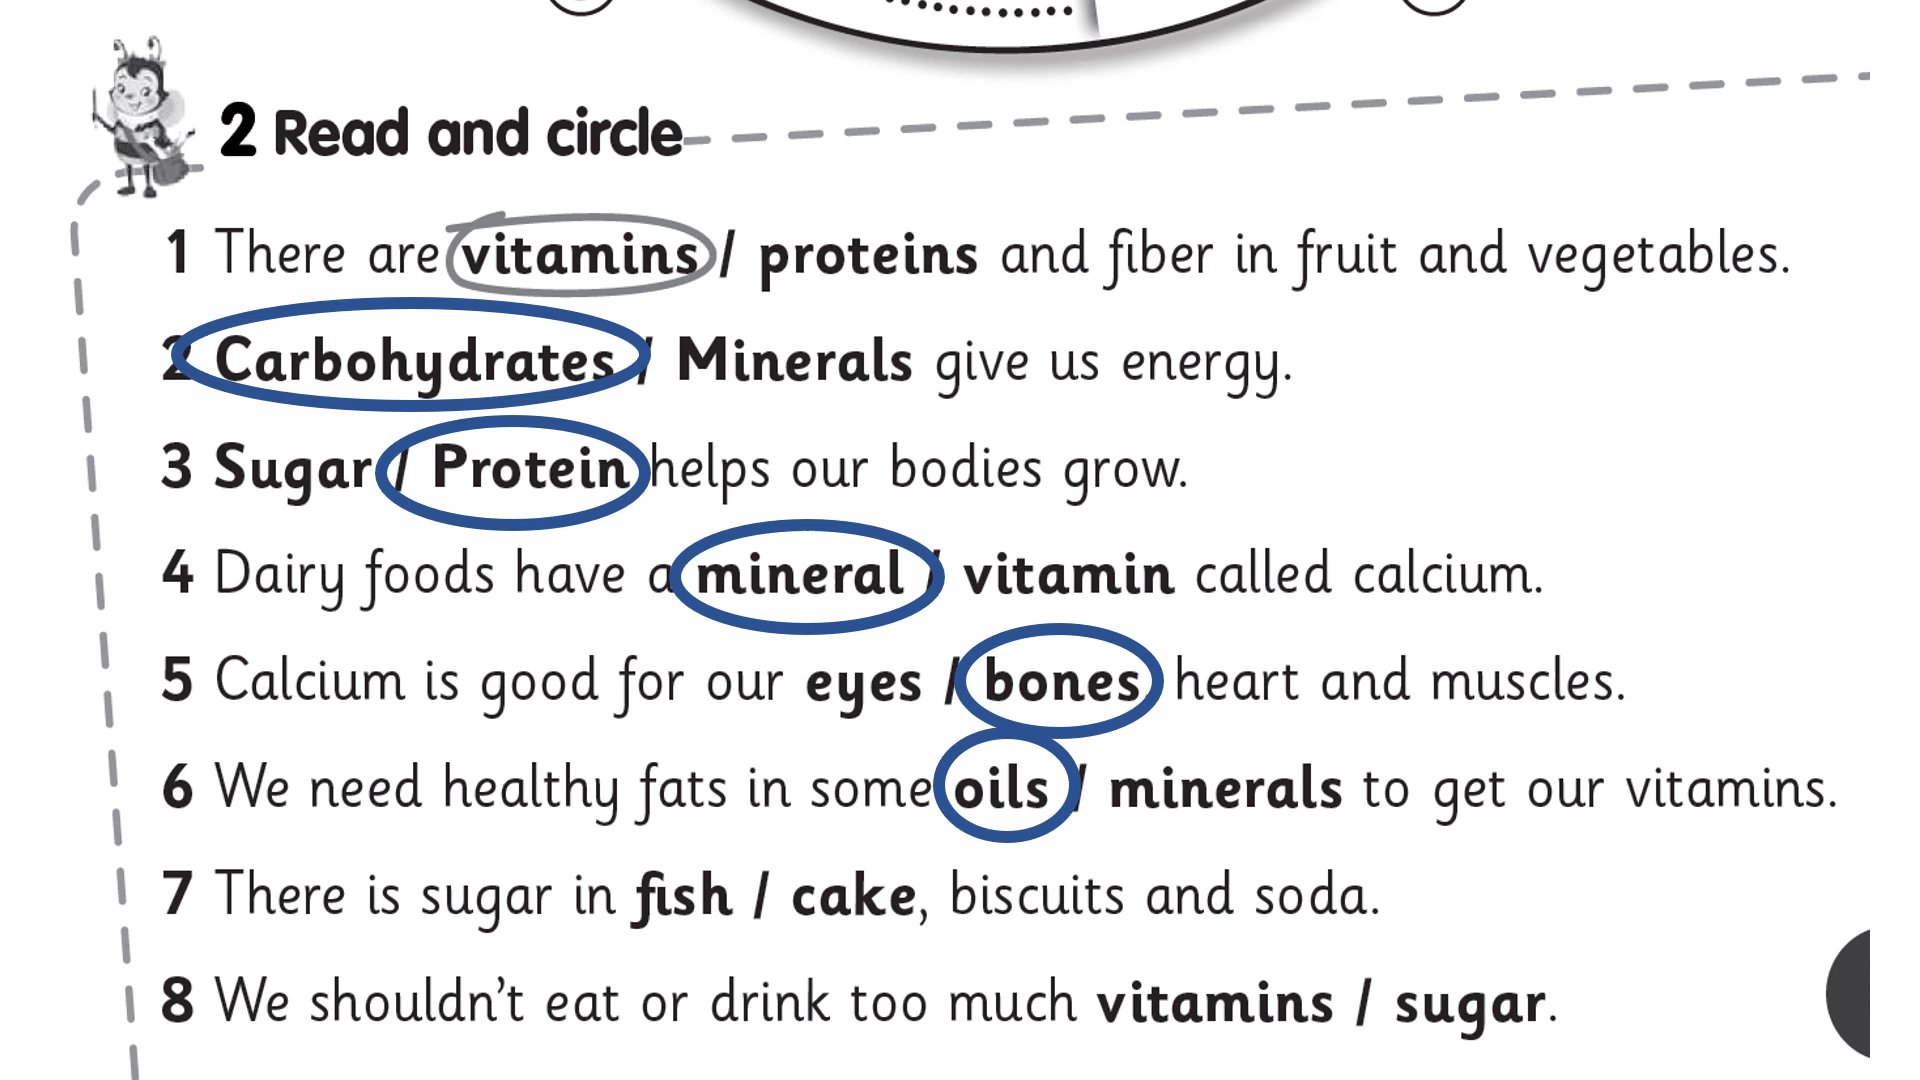 2 Read and circle
1 There are vitamins / proteins and fiber in fruit and vegetables.
2 Carbohydrates / Minerals give us energy.
3 Sugar / Protein helps our bodies grow.
4 Dairy foods have a mineral / vitamin called calcium.
5 Calcium is good for our eyes / bones, heart and muscles.
6 We need healthy fats in some oils / minerals to get our vitamins.
7 There is sugar in fish / cake, biscuits and soda.
8 We shouldn't eat or drink too much vitamins / sugar.